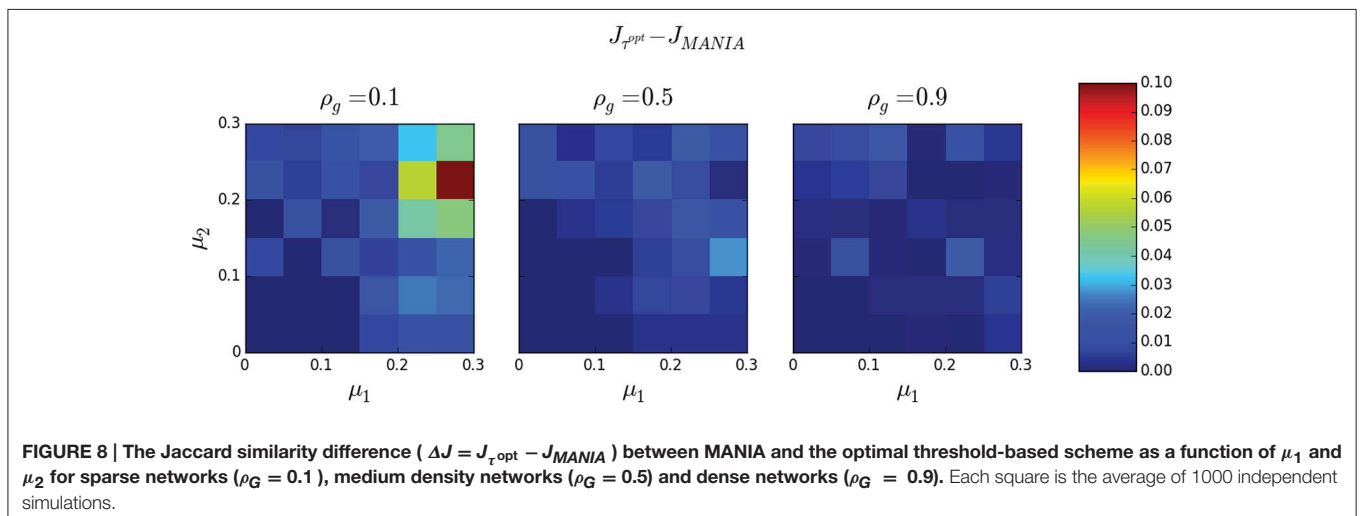 J_{τ^{opt}} − J_{MANIA}
ρ_g = 0.1
ρ_g = 0.5
ρ_g = 0.9
0.3
0.2
0.1
0
μ_2
0 0.1 0.2 0.3
0 0.1 0.2 0.3
0 0.1 0.2 0.3
μ_1
μ_1
μ_1
0.10
0.09
0.08
0.07
0.06
0.05
0.04
0.03
0.02
0.01
0.00
FIGURE 8 | The Jaccard similarity difference ( ΔJ = J_{τ^{opt}} − J_{MANIA} ) between MANIA and the optimal threshold-based scheme as a function of μ_1 and
μ_2 for sparse networks (ρ_G = 0.1 ), medium density networks (ρ_G = 0.5) and dense networks (ρ_G = 0.9). Each square is the average of 1000 independent
simulations.